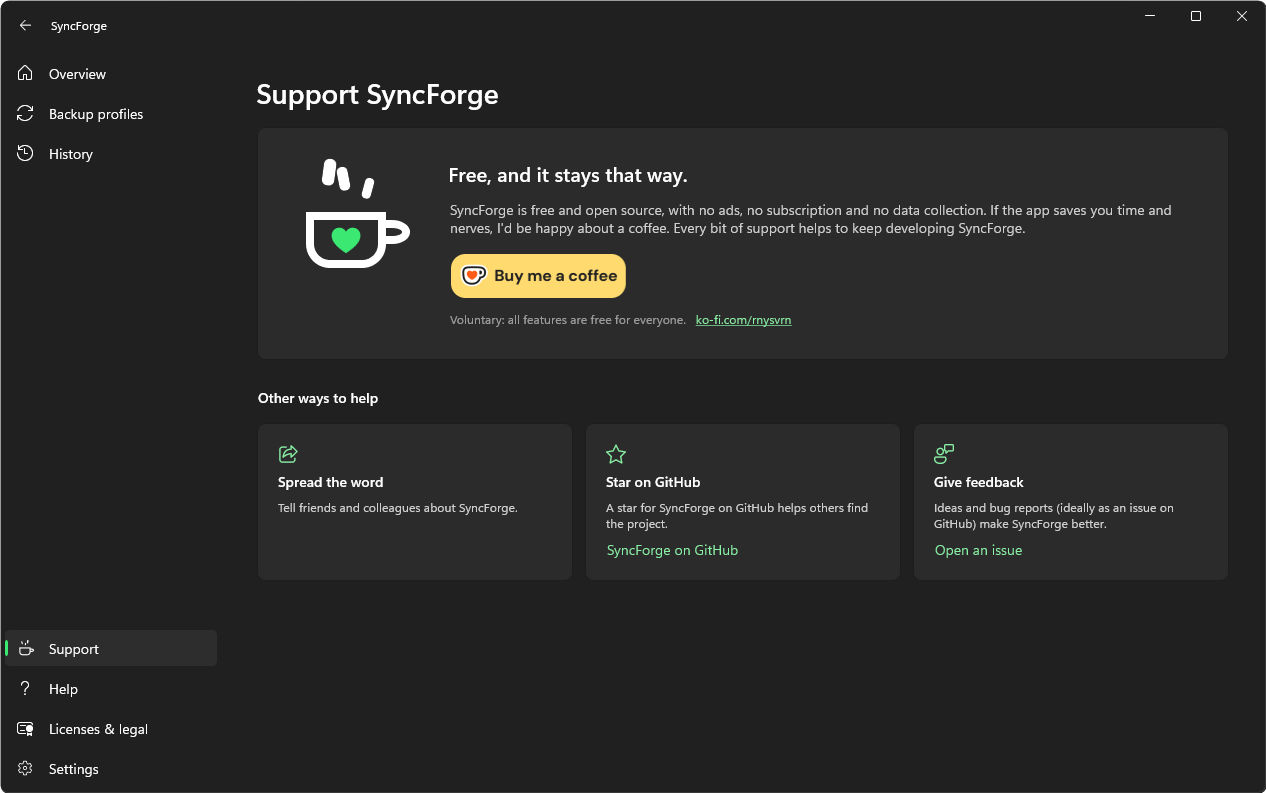 SyncForge
Overview
Backup profiles
History
Support SyncForge
Free, and it stays that way.
SyncForge is free and open source, with no ads, no subscription and no data collection. If the app saves you time and
nerves, I'd be happy about a coffee. Every bit of support helps to keep developing SyncForge.
Buy me a coffee
Voluntary: all features are free for everyone. ko-fi.com/rnysvrn
Other ways to help
Spread the word
Tell friends and colleagues about SyncForge.
Star on GitHub
A star for SyncForge on GitHub helps others find
the project.
SyncForge on GitHub
Give feedback
Ideas and bug reports (ideally as an issue on
GitHub) make SyncForge better.
Open an issue
Support
Help
Licenses & legal
Settings